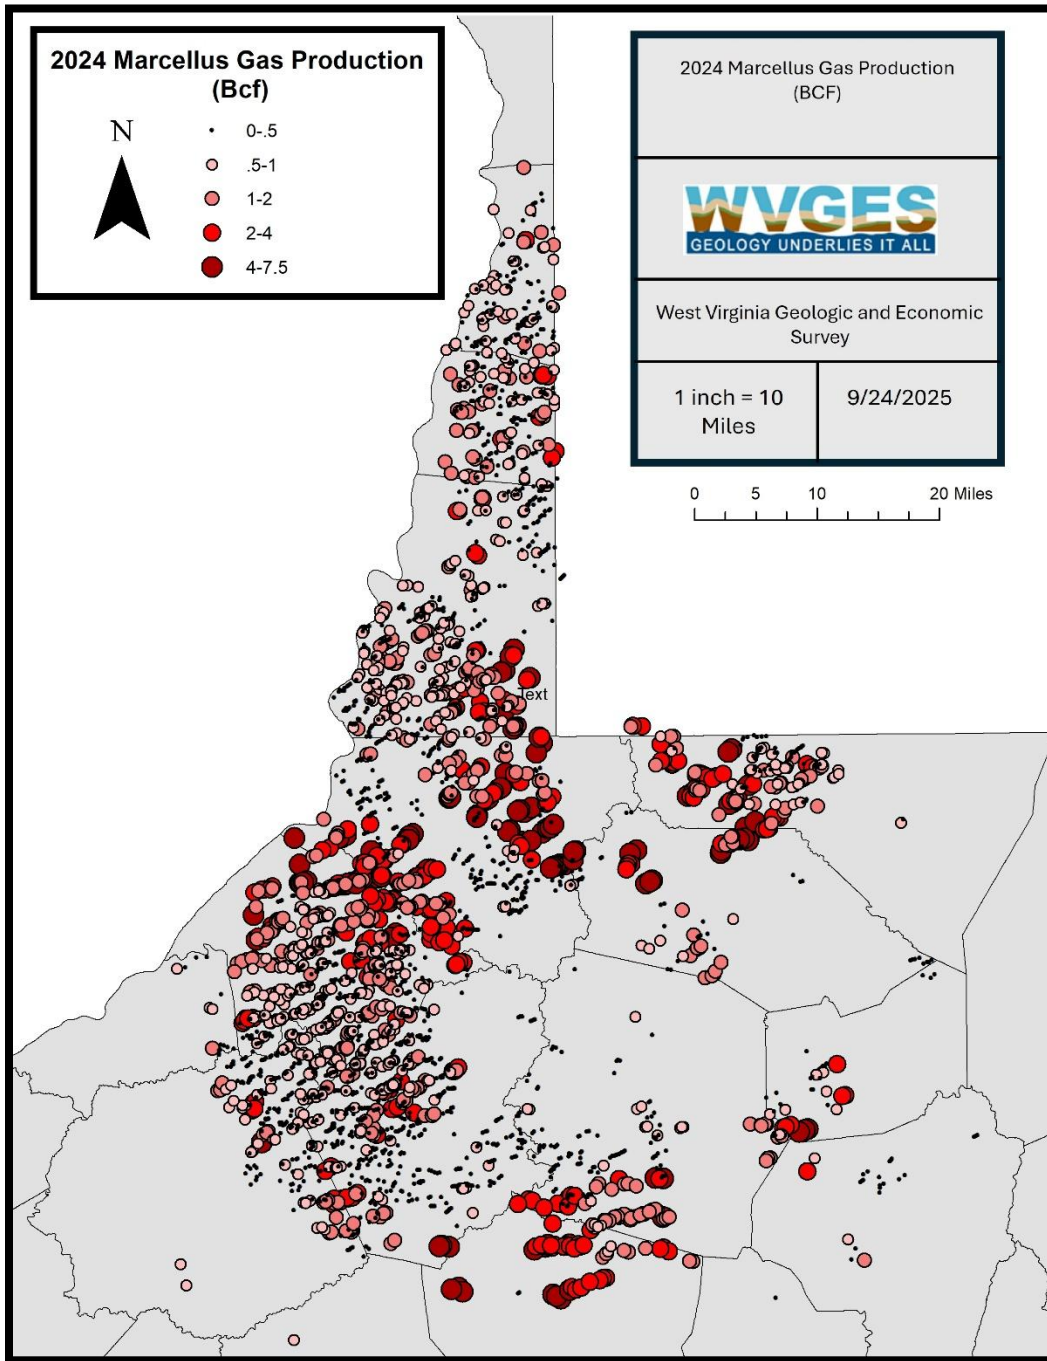 2024 Marcellus Gas Production
(Bcf)
N
0-.5
.5-1
1-2
2-4
4-7.5
2024 Marcellus Gas Production
(BCF)
WVGES
GEOLOGY UNDERLIES IT ALL
West Virginia Geologic and Economic
Survey
1 inch = 10
Miles
9/24/2025
0 5 10 20 Miles
Text